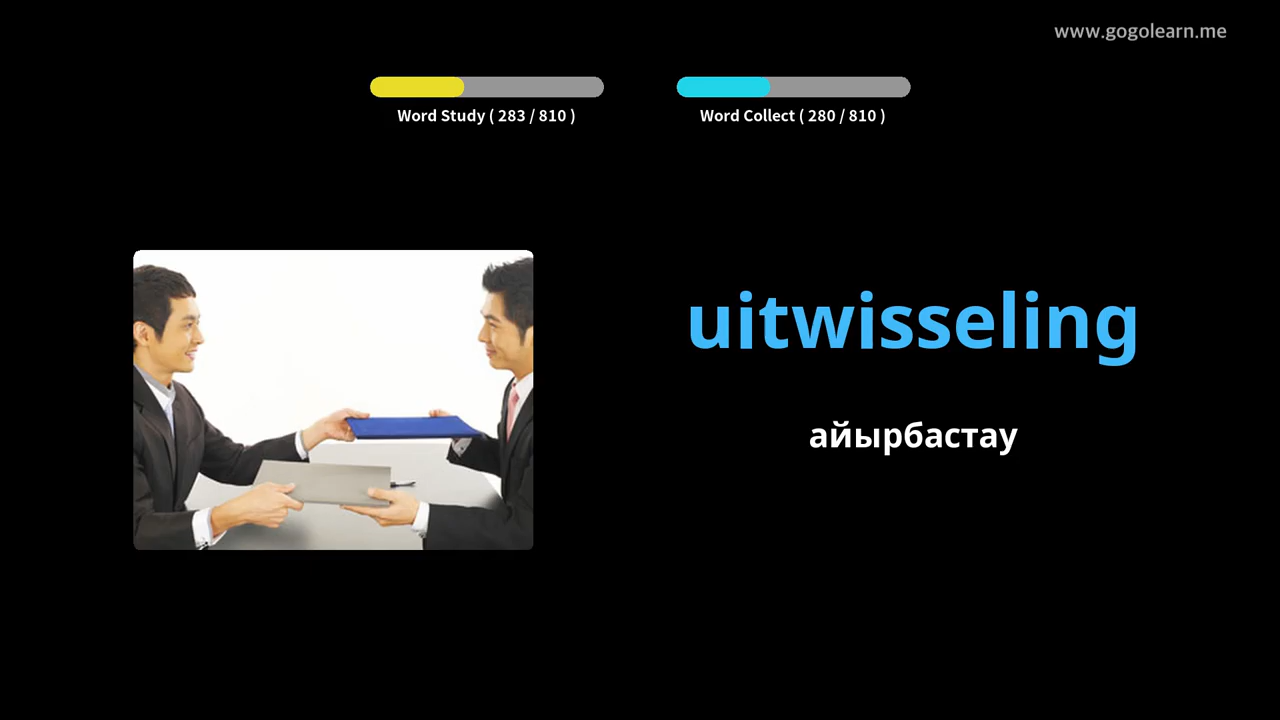 www.gogolearn.me
Word Study ( 283 / 810 )
Word Collect ( 280 / 810 )
uitwisseling
айырбастау